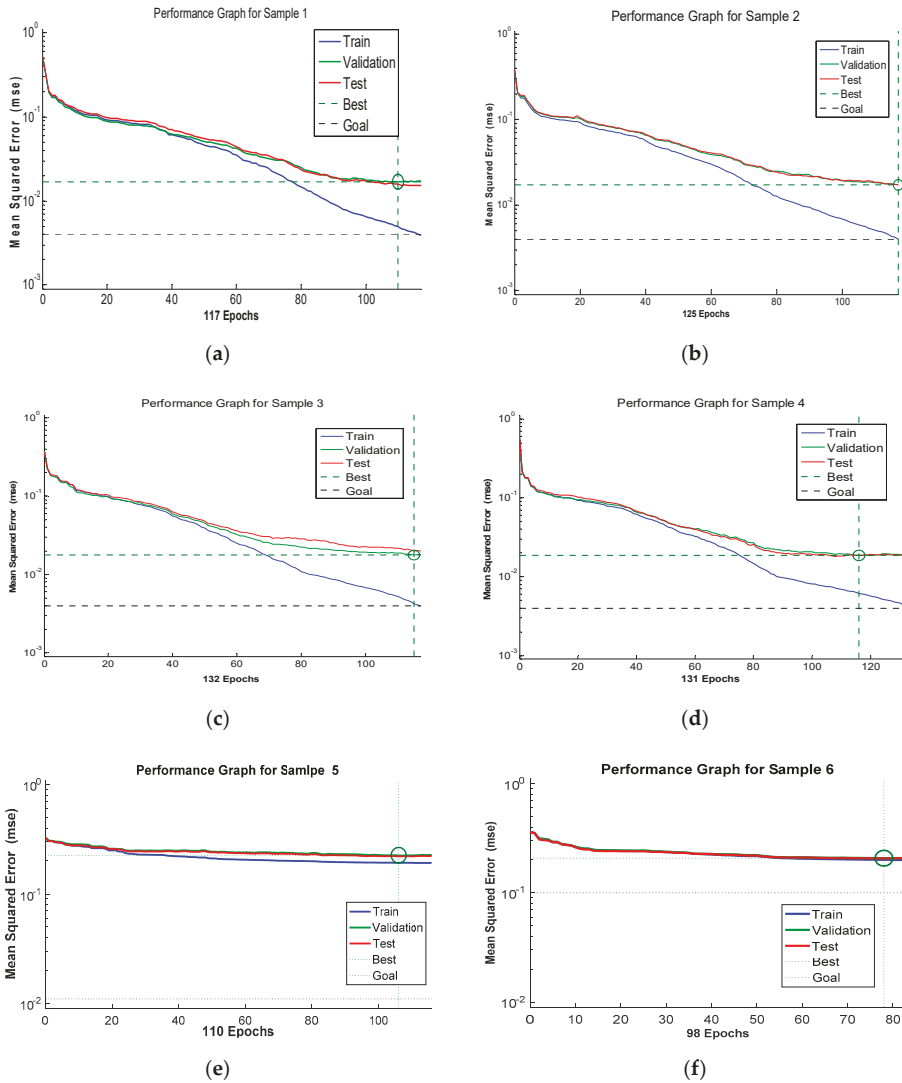 Performance Graph for Sample 1
Mean Squared Error (mse)
10^0
10^-1
10^-2
10^-3
Train
Validation
Test
Best
Goal
0 20 40 60 80 100
117 Epochs
(a)
Performance Graph for Sample 2
Mean Squared Error (mse)
10^0
10^-1
10^-2
10^-3
Train
Validation
Test
Best
Goal
0 20 40 60 80 100
125 Epochs
(b)
Performance Graph for Sample 3
Mean Squared Error (mse)
10^0
10^-1
10^-2
10^-3
Train
Validation
Test
Best
Goal
0 20 40 60 80 100
132 Epochs
(c)
Performance Graph for Sample 4
Mean Squared Error (mse)
10^0
10^-1
10^-2
10^-3
Train
Validation
Test
Best
Goal
0 20 40 60 80 100 120
131 Epochs
(d)
Performance Graph for Samlpe 5
Mean Squared Error (mse)
10^0
10^-1
10^-2
Train
Validation
Test
Best
Goal
0 20 40 60 80 100
110 Epochs
(e)
Performance Graph for Sample 6
Mean Squared Error (mse)
10^0
10^-1
10^-2
Train
Validation
Test
Best
Goal
0 10 20 30 40 50 60 70 80
98 Epochs
(f)